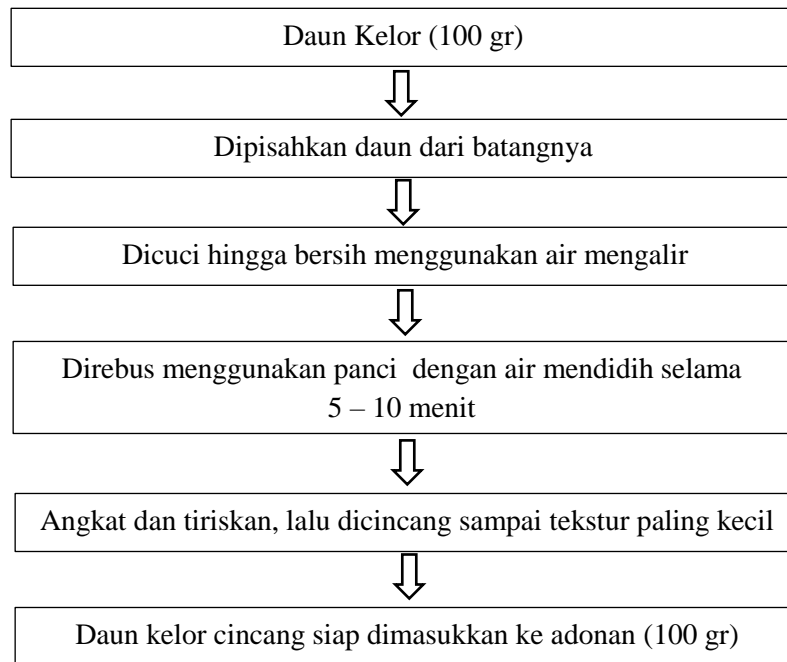 Daun Kelor (100 gr)
Dipisahkan daun dari batangnya
Dicuci hingga bersih menggunakan air mengalir
Direbus menggunakan panci  dengan air mendidih selama
5 – 10 menit
Angkat dan tiriskan, lalu dicincang sampai tekstur paling kecil
Daun kelor cincang siap dimasukkan ke adonan (100 gr)